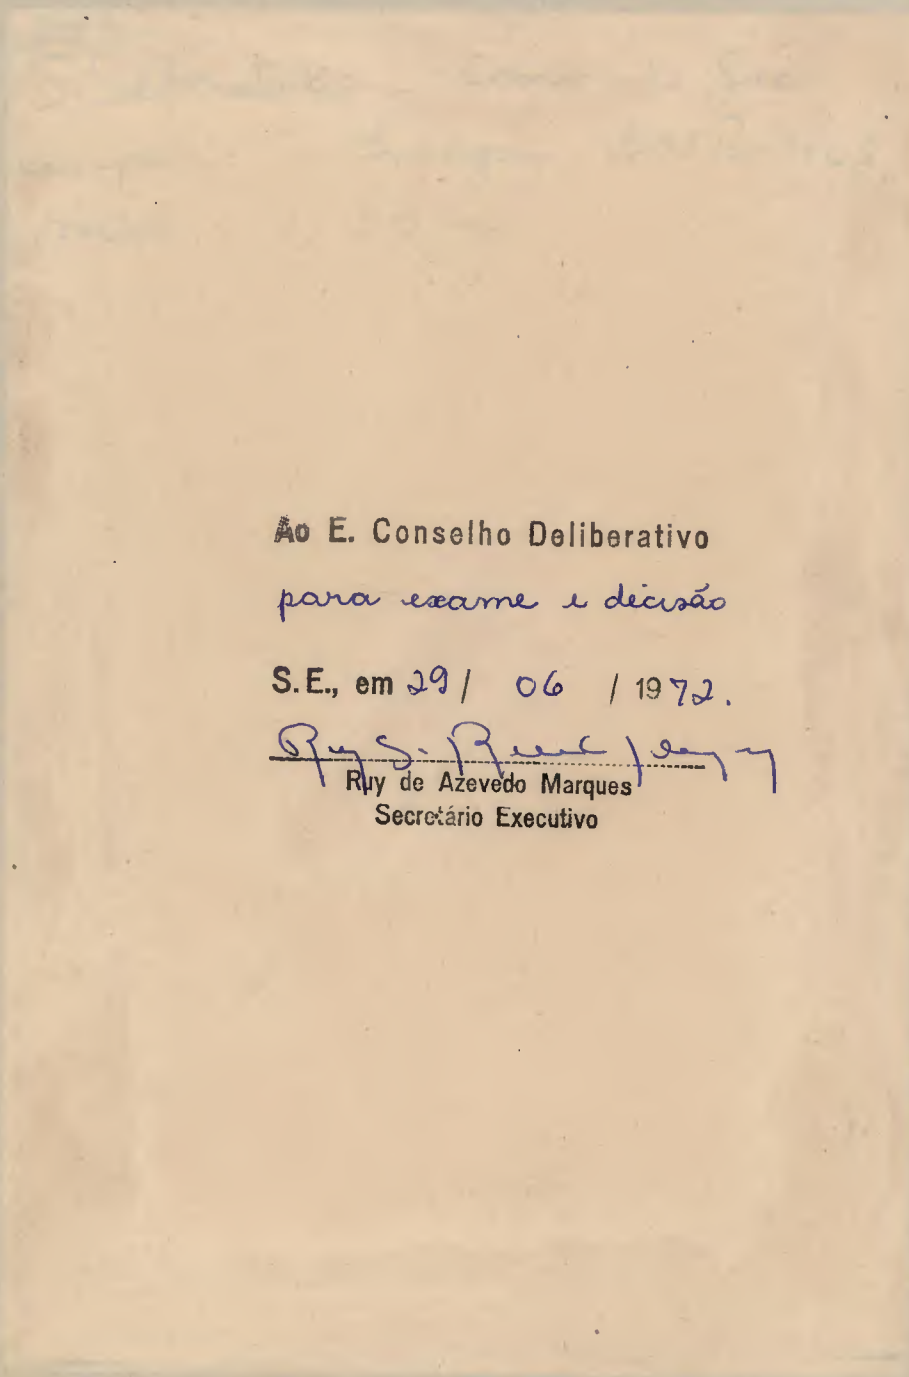 Ao E. Conselho Deliberativo
para exame e decisão
S.E., em 29 / 06 / 1972.
Ruy de Azevedo Marques
Secretário Executivo